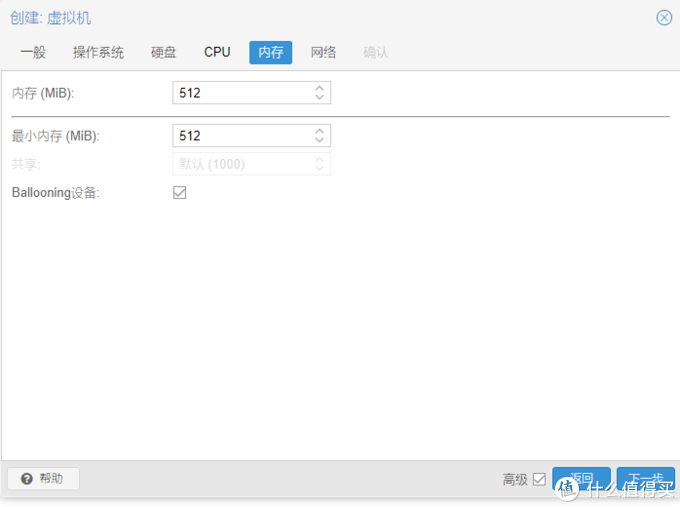 创建: 虚拟机
一般 操作系统 硬盘 CPU 内存 网络 确认
内存 (MiB): 512
最小内存 (MiB): 512
共享: 默认 (1000)
Ballooning设备:
帮助 高级 返回 下一步
值 什么值得买